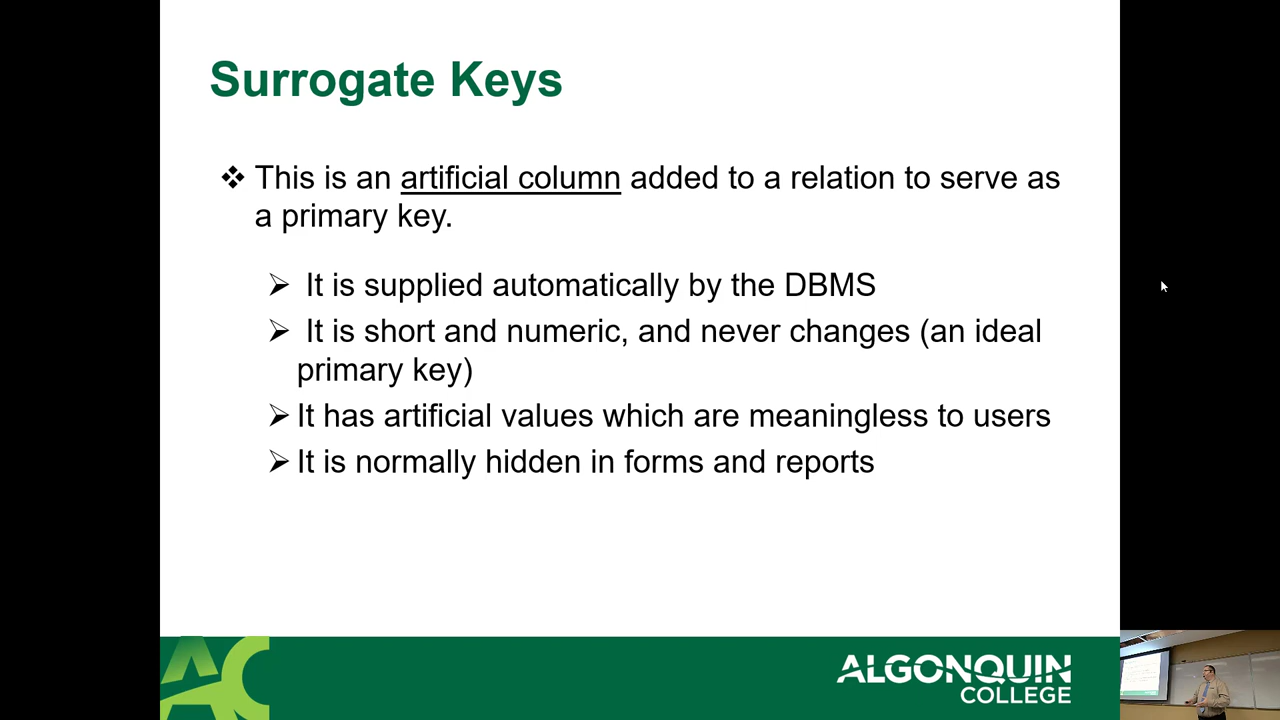 Surrogate Keys
❖ This is an artificial column added to a relation to serve as
a primary key.
➢ It is supplied automatically by the DBMS
➢ It is short and numeric, and never changes (an ideal
primary key)
➢ It has artificial values which are meaningless to users
➢ It is normally hidden in forms and reports
AC
ALGONQUIN
COLLEGE